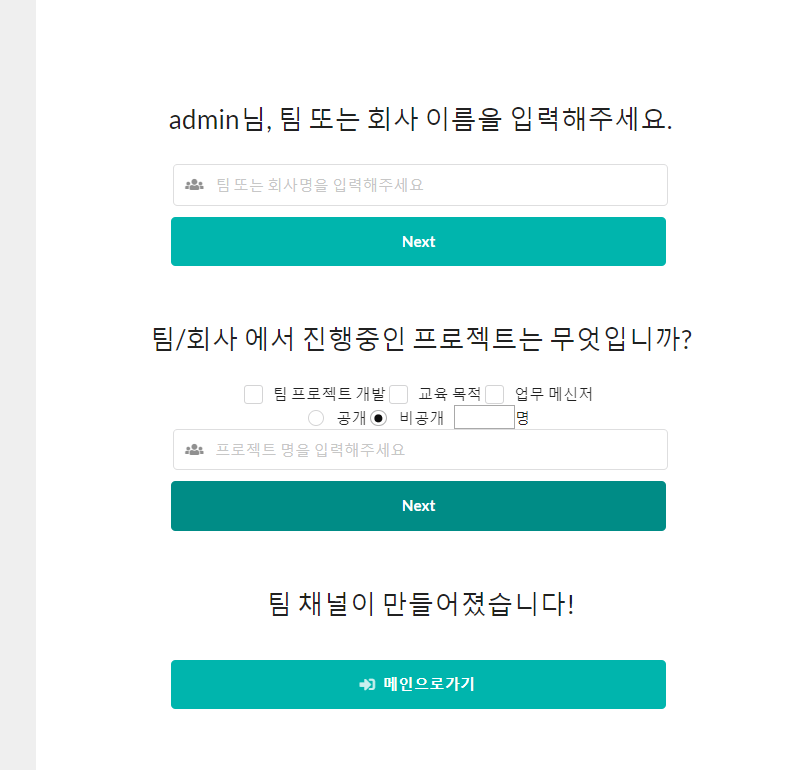 admin님, 팀 또는 회사 이름을 입력해주세요.
팀 또는 회사명을 입력해주세요
Next
팀/회사 에서 진행중인 프로젝트는 무엇입니까?
팀 프로젝트 개발 교육 목적 업무 메신저
공개 비공개 명
프로젝트 명을 입력해주세요
Next
팀 채널이 만들어졌습니다!
메인으로가기